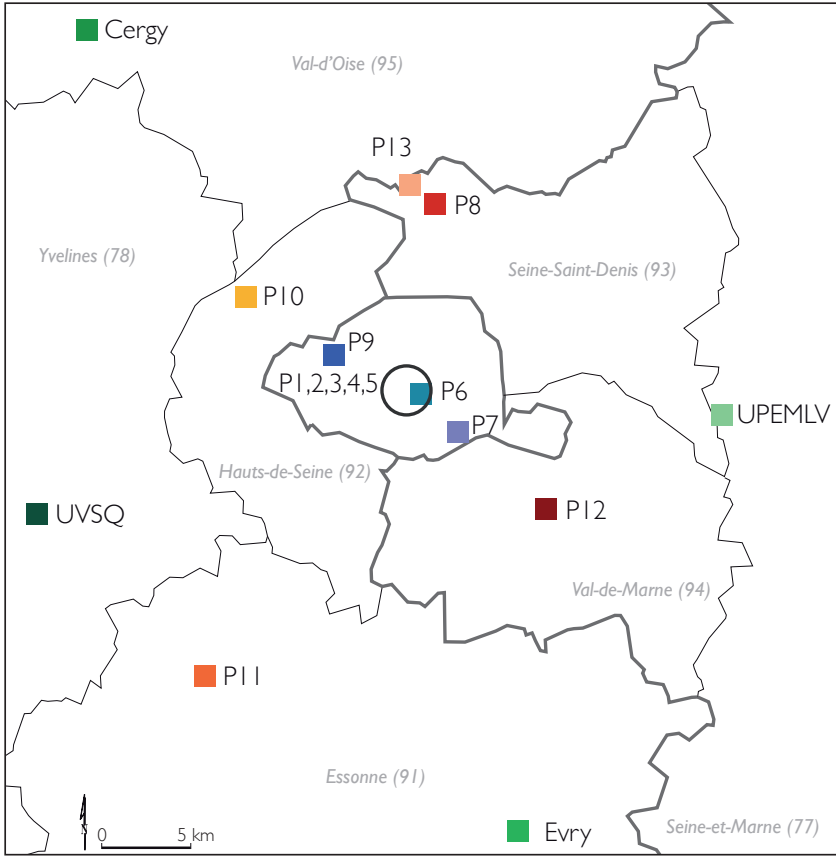 Cergy
Val-d'Oise (95)
P13
P8
Yvelines (78)
Seine-Saint-Denis (93)
P10
P9
P1,2,3,4,5
P6
UPEMLV
P7
Hauts-de-Seine (92)
UVSQ
P12
Val-de-Marne (94)
P11
Essonne (91)
N
0
5 km
Evry
Seine-et-Marne (77)